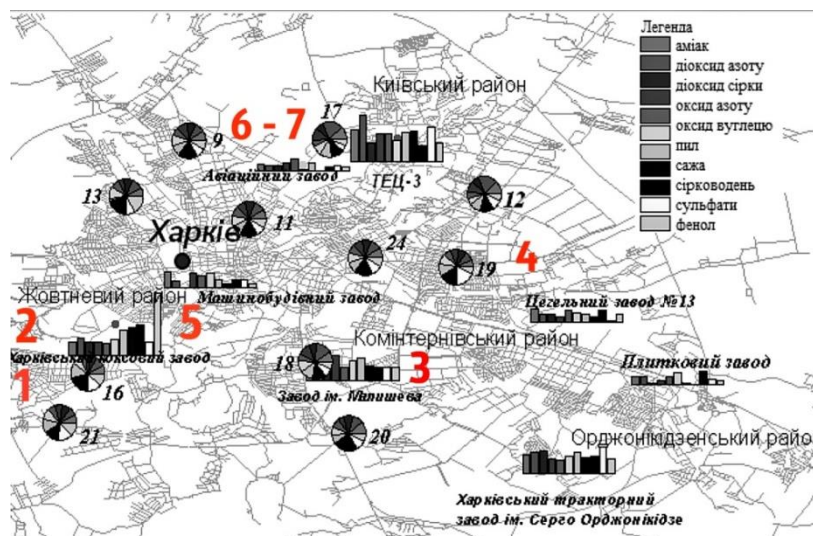 Легенда
аміак
діоксид азоту
діоксид сірки
оксид азоту
оксид вуглецю
пил
сажа
сірководень
сульфати
фенол
Київський район
6 - 7
17
9
Авіаційний завод
ТЕЦ-3
13
12
11
Харків
24
19
4
Жовтневий район
Машинобудівний завод
Цегельний завод №13
2
5
Комінтернівський район
завод
18
3
Плитковий завод
1
16
Завод ім. Малишева
21
20
Орджонікідзенський райо
Харківський тракторний
завод ім. Серго Орджонікідзе